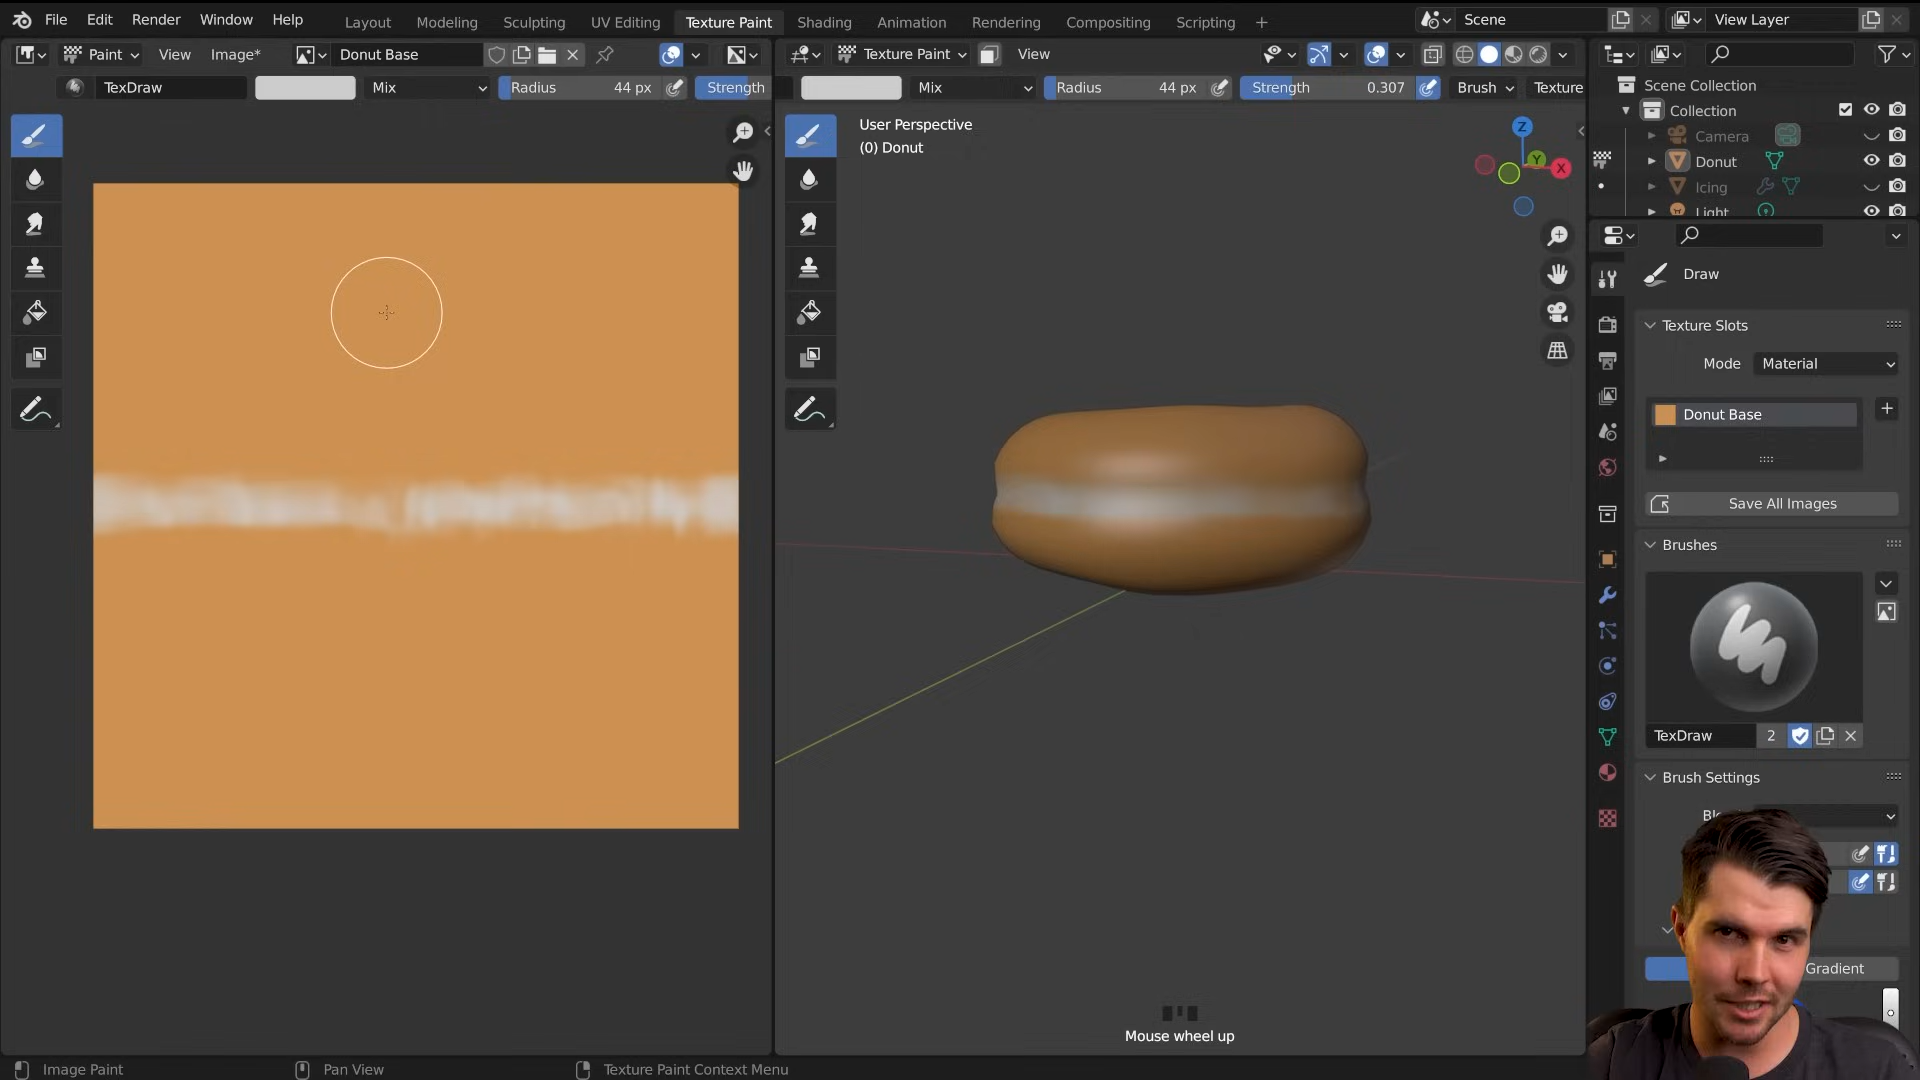 File Edit Render Window Help Layout Modeling Sculpting UV Editing Texture Paint Shading Animation Rendering Compositing Scripting + Scene View Layer
Paint View Image* Donut Base Texture Paint View
TexDraw Mix Radius 44 px Strength Mix Radius 44 px Strength 0.307 Brush Texture
Scene Collection
Collection
Camera
Donut
Icing
Light
User Perspective
(0) Donut
Z
Y
X
Draw
Texture Slots
Mode Material
Donut Base
Save All Images
Brushes
TexDraw 2
Brush Settings
Gradient
Mouse wheel up
Image Paint Pan View Texture Paint Context Menu